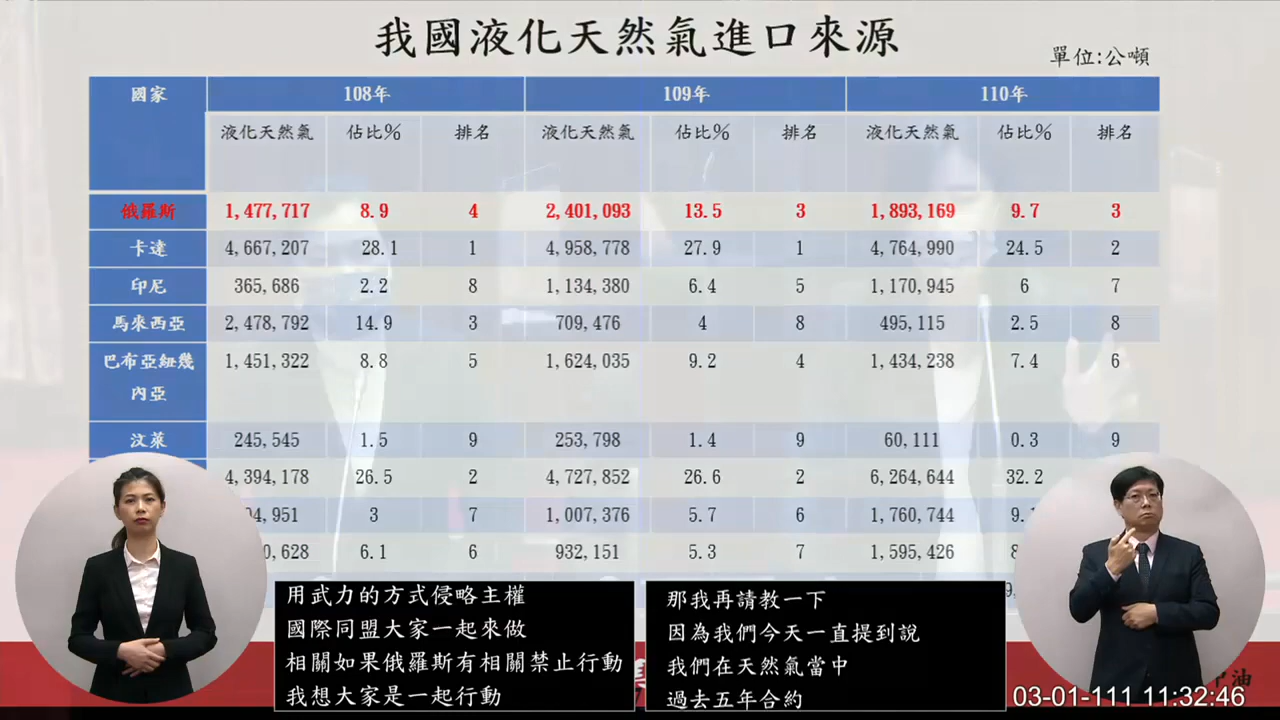 我國液化天然氣進口來源
單位:公噸
國家 108年 109年 110年
液化天然氣 佔比% 排名 液化天然氣 佔比% 排名 液化天然氣 佔比% 排名
俄羅斯 1,477,717 8.9 4 2,401,093 13.5 3 1,893,169 9.7 3
卡達 4,667,207 28.1 1 4,958,778 27.9 1 4,764,990 24.5 2
印尼 365,686 2.2 8 1,134,380 6.4 5 1,170,945 6 7
馬來西亞 2,478,792 14.9 3 709,476 4 8 495,115 2.5 8
巴布亞紐幾 1,451,322 8.8 5 1,624,035 9.2 4 1,434,238 7.4 6
內亞
汶萊 245,545 1.5 9 253,798 1.4 9 60,111 0.3 9
4,394,178 26.5 2 4,727,852 26.6 2 6,264,644 32.2
4,951 3 7 1,007,376 5.7 6 1,760,744 9.
0,628 6.1 6 932,151 5.3 7 1,595,426 8
用武力的方式侵略主權
國際同盟大家一起來做
相關如果俄羅斯有相關禁止行動
我想大家是一起行動
那我再請教一下
因為我們今天一直提到說
我們在天然氣當中
過去五年合約
油
03-01-111 11:32:46